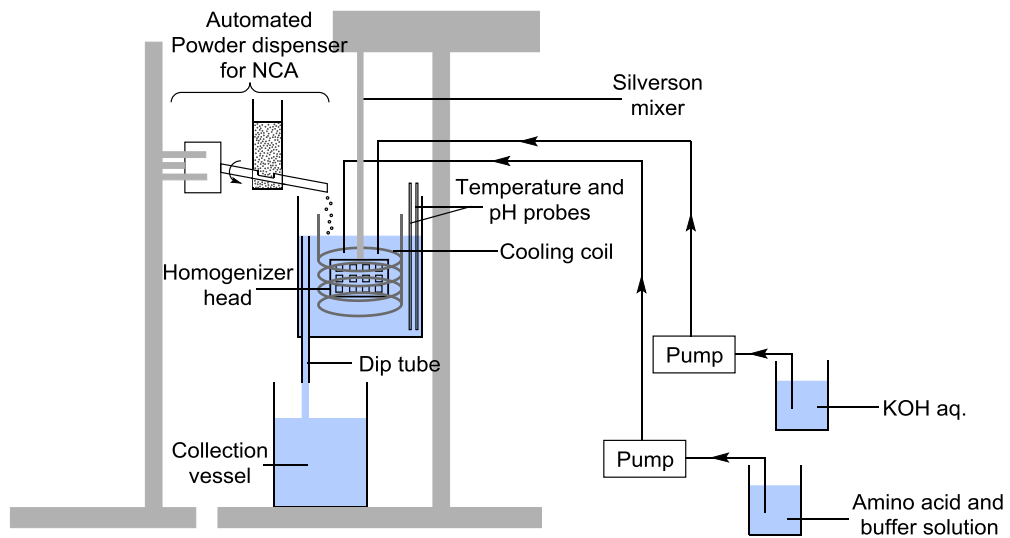 Automated
Powder dispenser
for NCA
Silverson
mixer
Temperature and
pH probes
Cooling coil
Homogenizer
head
Dip tube
Pump
KOH aq.
Collection
vessel
Pump
Amino acid and
buffer solution